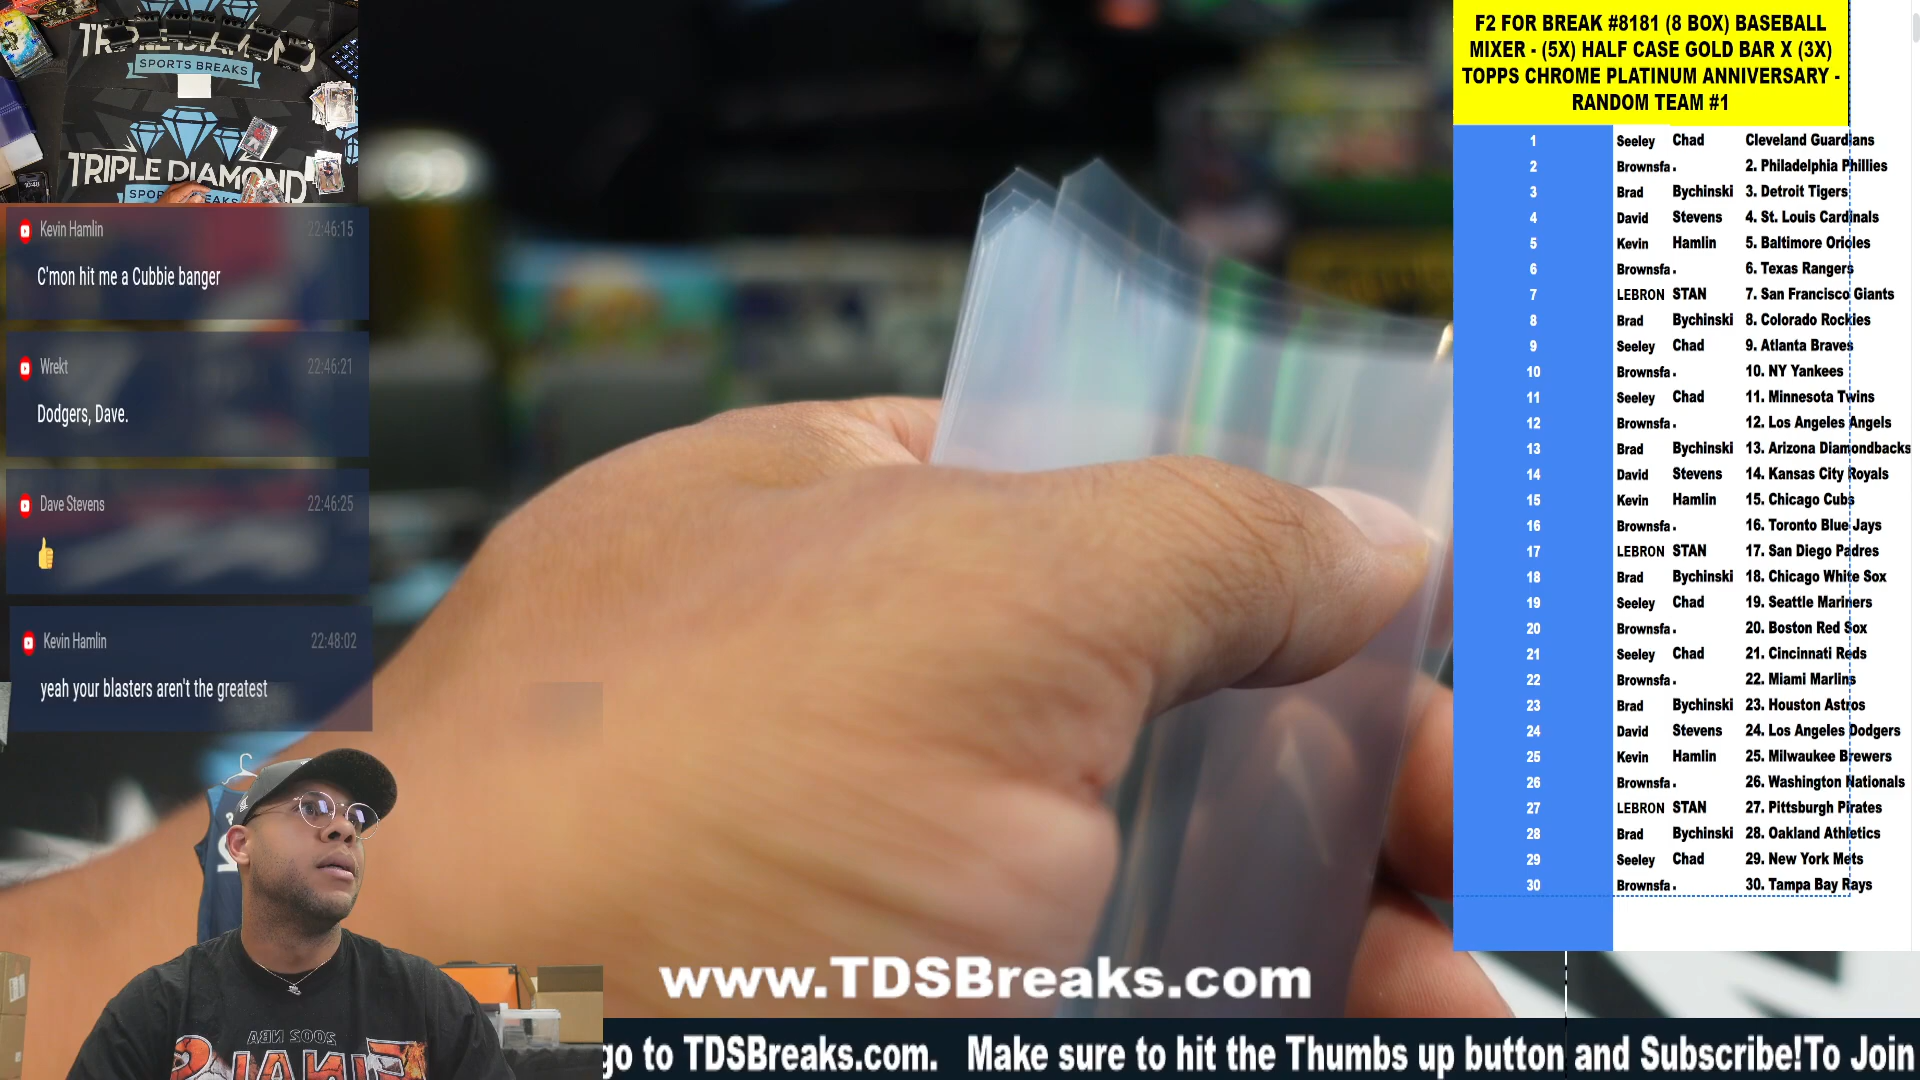 TRIPLE DIAMOND
SPORTS BREAKS
TRIPLE DIAMOND
Kevin Hamlin 22:46:15
C'mon hit me a Cubbie banger
Wrekt 22:46:21
Dodgers, Dave.
Dave Stevens 22:46:25
👍
Kevin Hamlin 22:48:02
yeah your blasters aren't the greatest
F2 FOR BREAK #8181 (8 BOX) BASEBALL
MIXER - (5X) HALF CASE GOLD BAR X (3X)
TOPPS CHROME PLATINUM ANNIVERSARY -
RANDOM TEAM #1
1 Seeley Chad Cleveland Guardians
2 Brownsfa . 2. Philadelphia Phillies
3 Brad Bychinski 3. Detroit Tigers
4 David Stevens 4. St. Louis Cardinals
5 Kevin Hamlin 5. Baltimore Orioles
6 Brownsfa . 6. Texas Rangers
7 LEBRON STAN 7. San Francisco Giants
8 Brad Bychinski 8. Colorado Rockies
9 Seeley Chad 9. Atlanta Braves
10 Brownsfa . 10. NY Yankees
11 Seeley Chad 11. Minnesota Twins
12 Brownsfa . 12. Los Angeles Angels
13 Brad Bychinski 13. Arizona Diamondbacks
14 David Stevens 14. Kansas City Royals
15 Kevin Hamlin 15. Chicago Cubs
16 Brownsfa . 16. Toronto Blue Jays
17 LEBRON STAN 17. San Diego Padres
18 Brad Bychinski 18. Chicago White Sox
19 Seeley Chad 19. Seattle Mariners
20 Brownsfa . 20. Boston Red Sox
21 Seeley Chad 21. Cincinnati Reds
22 Brownsfa . 22. Miami Marlins
23 Brad Bychinski 23. Houston Astros
24 David Stevens 24. Los Angeles Dodgers
25 Kevin Hamlin 25. Milwaukee Brewers
26 Brownsfa . 26. Washington Nationals
27 LEBRON STAN 27. Pittsburgh Pirates
28 Brad Bychinski 28. Oakland Athletics
29 Seeley Chad 29. New York Mets
30 Brownsfa . 30. Tampa Bay Rays
2002 NBA
FINALS
www.TDSBreaks.com
go to TDSBreaks.com. Make sure to hit the Thumbs up button and Subscribe!To Join